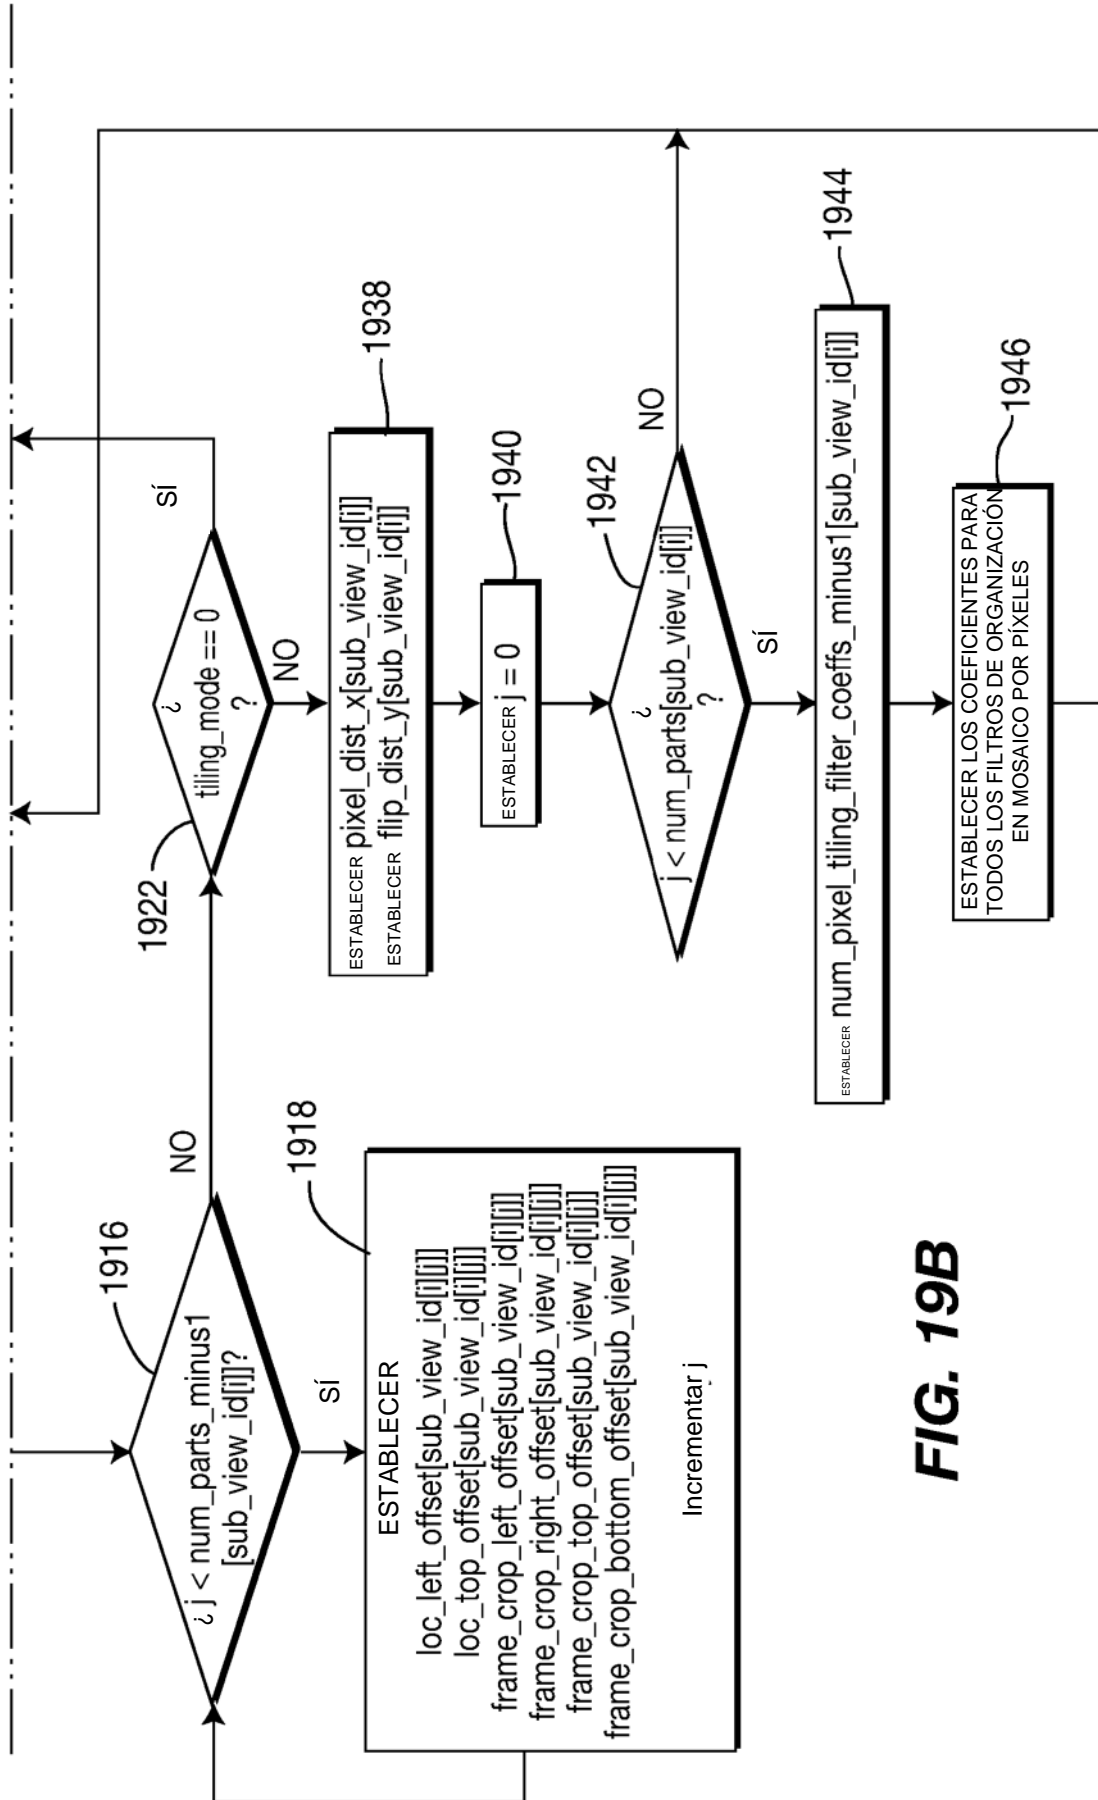 1916
¿ j < num_parts_minus1
[sub_view_id[i]]?
NO
SÍ
1918
ESTABLECER
loc_left_offset[sub_view_id[i][j]]
loc_top_offset[sub_view_id[i][j]]
frame_crop_left_offset[sub_view_id[i][j]]
frame_crop_right_offset[sub_view_id[i][j]]
frame_crop_top_offset[sub_view_id[i][j]]
frame_crop_bottom_offset[sub_view_id[i][j]]
Incrementar j
1922
¿
tiling_mode == 0
?
SÍ
NO
1938
ESTABLECER pixel_dist_x[sub_view_id[i]]
ESTABLECER flip_dist_y[sub_view_id[i]]
1940
ESTABLECER j = 0
1942
¿
j < num_parts[sub_view_id[i]]
?
NO
SÍ
1944
ESTABLECER num_pixel_tiling_filter_coeffs_minus1[sub_view_id[i]]
1946
ESTABLECER LOS COEFICIENTES PARA
TODOS LOS FILTROS DE ORGANIZACIÓN
EN MOSAICO POR PÍXELES
FIG. 19B